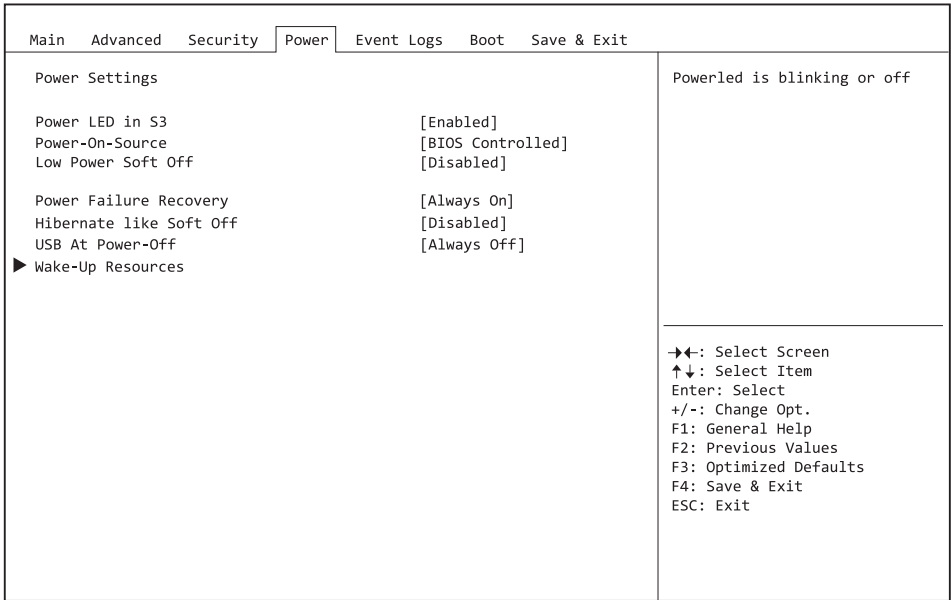 Main Advanced Security Power Event Logs Boot Save & Exit
Power Settings
Power LED in S3 [Enabled]
Power-On-Source [BIOS Controlled]
Low Power Soft Off [Disabled]
Power Failure Recovery [Always On]
Hibernate like Soft Off [Disabled]
USB At Power-Off [Always Off]
▶ Wake-Up Resources
Powerled is blinking or off
→←: Select Screen
↑↓: Select Item
Enter: Select
+/-: Change Opt.
F1: General Help
F2: Previous Values
F3: Optimized Defaults
F4: Save & Exit
ESC: Exit